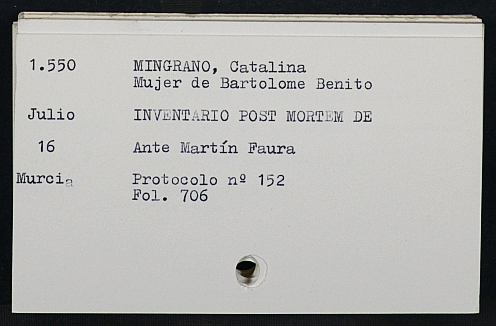 1.550 MINGRANO, Catalina
Mujer de Bartolome Benito
Julio INVENTARIO POST MORTEM DE
16 Ante Martín Faura
Murcia Protocolo nº 152
Fol. 706